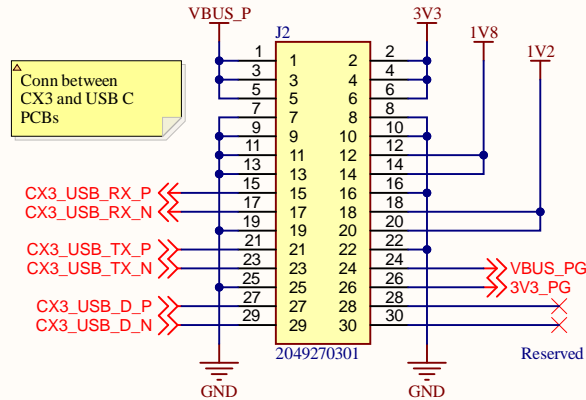 VBUS_P
3V3
J2
1V8
1V2
Conn between
CX3 and USB C
PCBs
1 1 2 2
3 3 4 4
5 5 6 6
7 7 8 8
9 9 10 10
11 11 12 12
13 13 14 14
CX3_USB_RX_P 15 15 16 16
CX3_USB_RX_N 17 17 18 18
19 19 20 20
CX3_USB_TX_P 21 21 22 22
CX3_USB_TX_N 23 23 24 24 VBUS_PG
25 25 26 26 3V3_PG
CX3_USB_D_P 27 27 28 28
CX3_USB_D_N 29 29 30 30
2049270301
Reserved
GND
GND